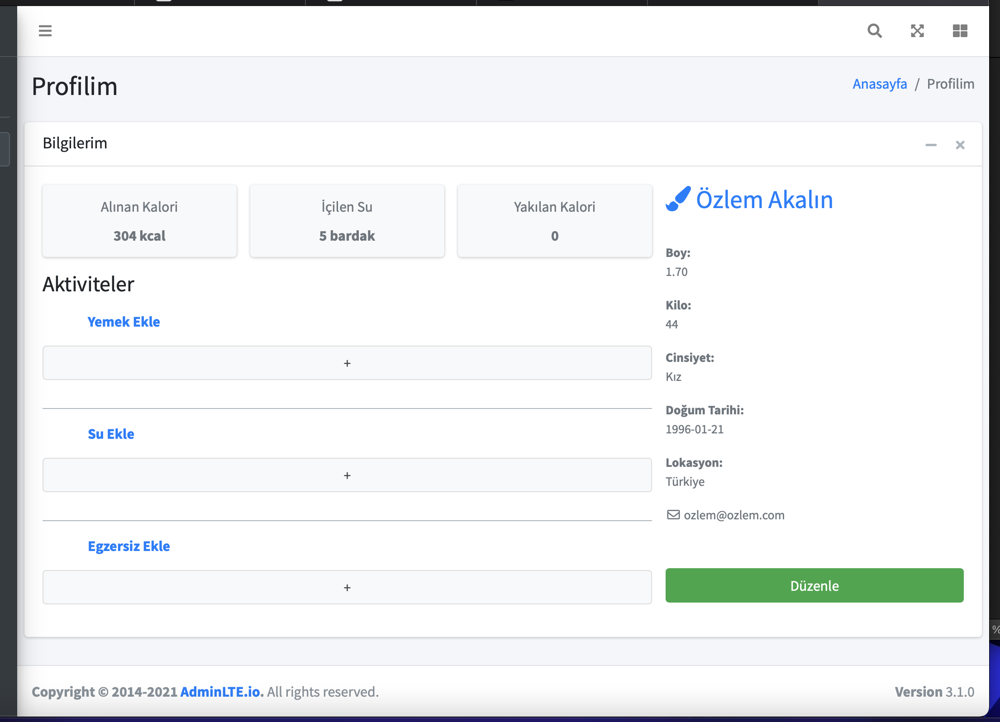 Profilim
Anasayfa / Profilim
Bilgilerim
Alınan Kalori
304 kcal
İçilen Su
5 bardak
Yakılan Kalori
0
Aktiviteler
Yemek Ekle
+
Su Ekle
+
Egzersiz Ekle
+
Özlem Akalın
Boy:
1.70
Kilo:
44
Cinsiyet:
Kız
Doğum Tarihi:
1996-01-21
Lokasyon:
Türkiye
ozlem@ozlem.com
Düzenle
%
Copyright © 2014-2021 AdminLTE.io. All rights reserved.
Version 3.1.0